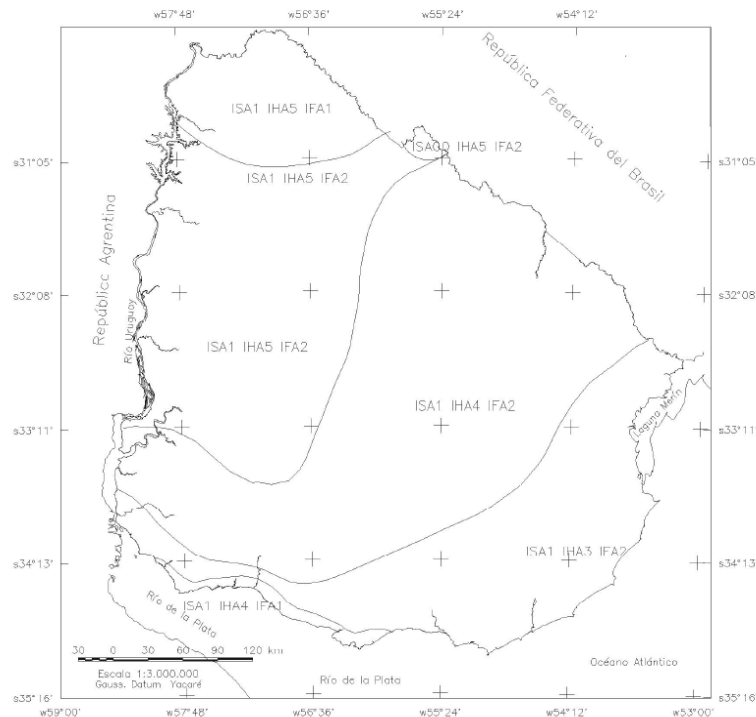 w57°48' w56°36' w55°24' w54°12'
República Federativa del Brasil
ISA1 IHA5 IFA1
IHA5 IFA2
s31°05' s31°05'
ISA1 IHA5 IFA2
Repúblicc Agrentina
s32°08' s32°08'
Río Uruguay
ISA1 IHA5 IFA2
ISA1 IHA4 IFA2
Laguna Merín
s33°11' s33°11'
s34°13' s34°13'
ISA1 IHA3 IFA2
Río de la Plata
ISA1 IHA4 IFA1
30 0 30 60 90 120 km
Escala 1:3.000.000
Gauss. Datum Yacaré
Océano Atlántico
Río de la Plata
s35°16' s35°16'
w59°00' w57°48' w56°36' w55°24' w54°12' w53°00'